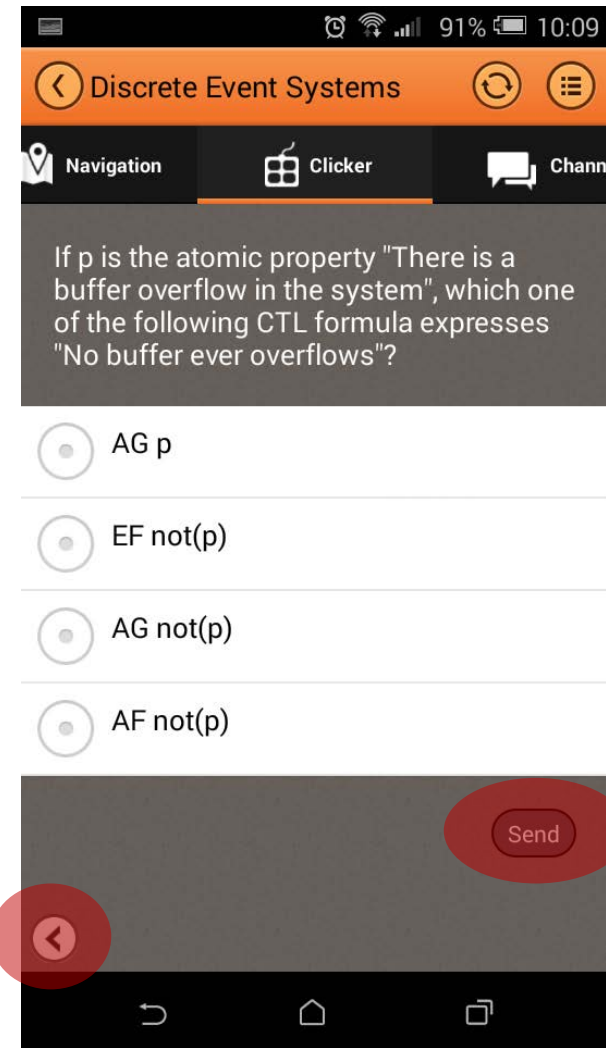 91% 10:09
Discrete Event Systems
Navigation Clicker Chann
If p is the atomic property "There is a
buffer overflow in the system", which one
of the following CTL formula expresses
"No buffer ever overflows"?
AG p
EF not(p)
AG not(p)
AF not(p)
Send